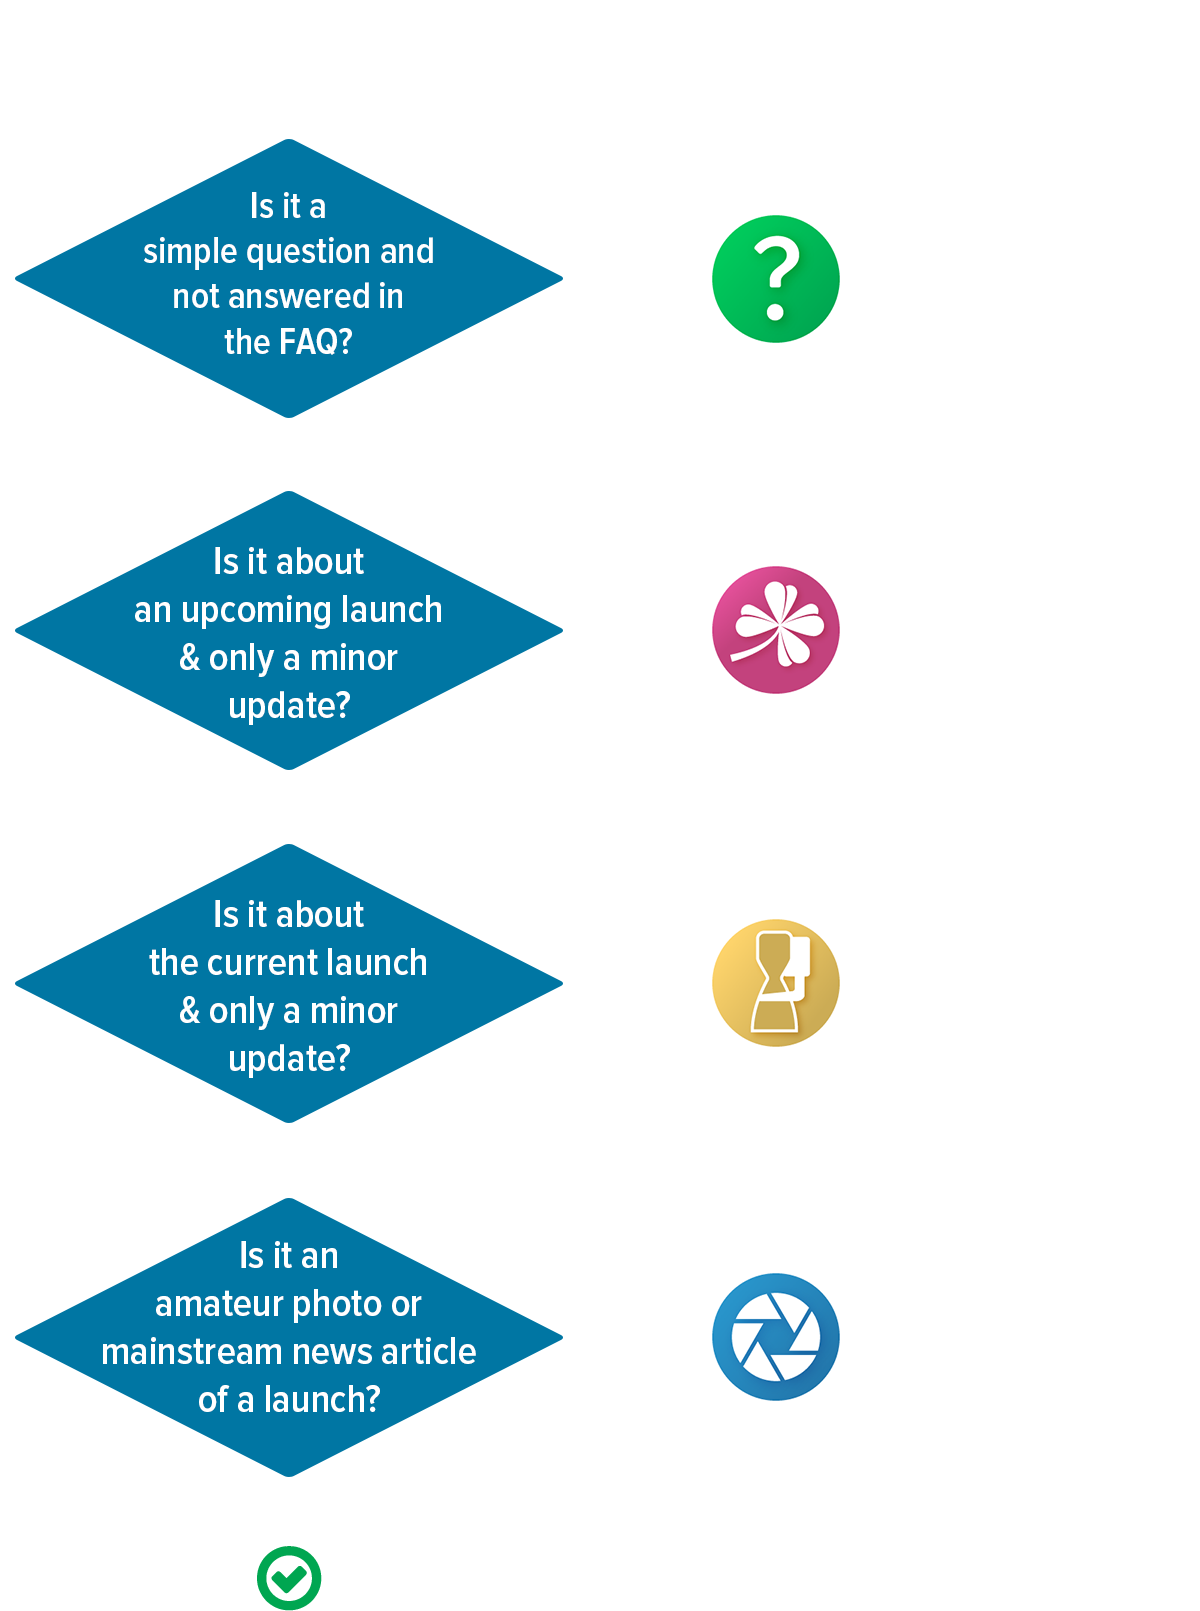 Is it a
simple question and
not answered in
the FAQ?
?
Is it about
an upcoming launch
& only a minor
update?
Is it about
the current launch
& only a minor
update?
Is it an
amateur photo or
mainstream news article
of a launch?